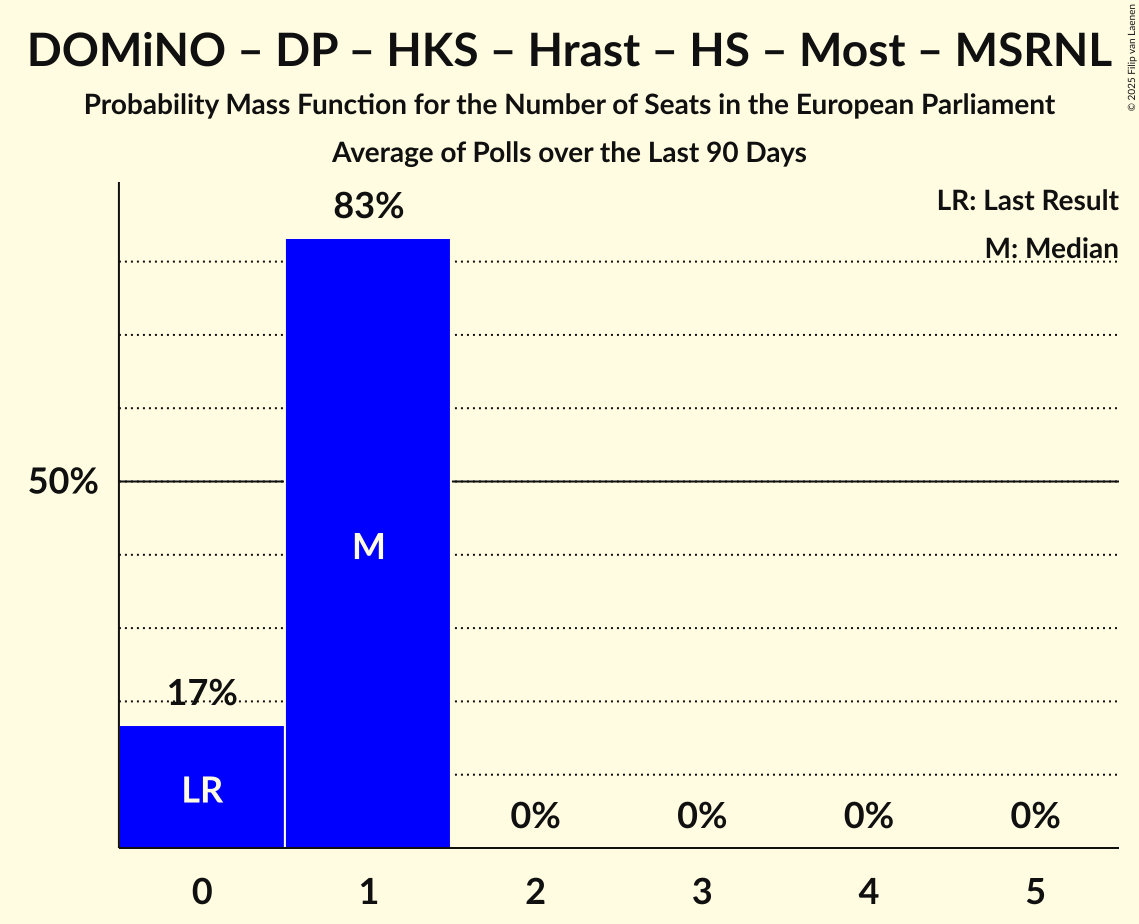 DOMiNO – DP – HKS – Hrast – HS – Most – MSRNL
Probability Mass Function for the Number of Seats in the European Parliament
Average of Polls over the Last 90 Days
© 2025 Filip van Laenen
LR: Last Result
M: Median
83%
50%
M
17%
LR
0% 0% 0% 0%
0 1 2 3 4 5